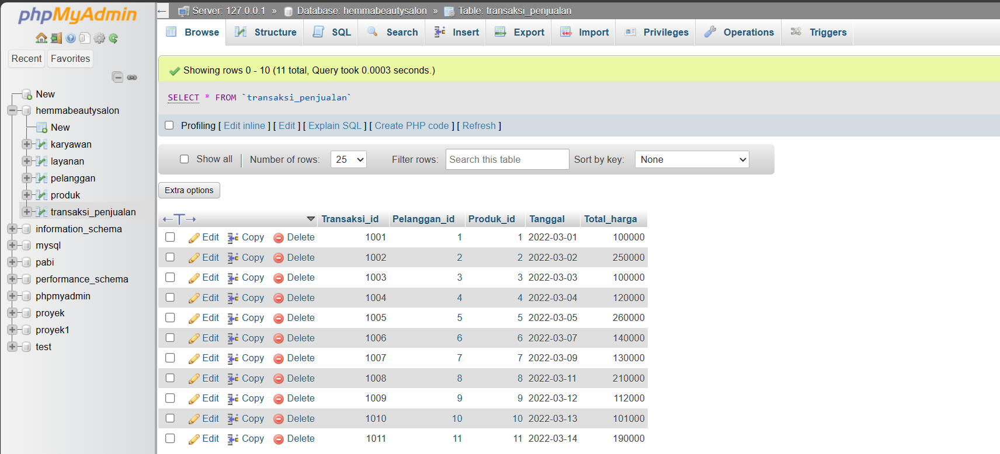 phpMyAdmin
Recent Favorites
New
hemmabeautysalon
New
karyawan
layanan
pelanggan
produk
transaksi_penjualan
information_schema
mysql
pabi
performance_schema
phpmyadmin
proyek
proyek1
test
Server: 127.0.0.1 » Database: hemmabeautysalon » Table: transaksi_penjualan
Browse Structure SQL Search Insert Export Import Privileges Operations Triggers
Showing rows 0 - 10 (11 total, Query took 0.0003 seconds.)
SELECT * FROM `transaksi_penjualan`
Profiling [ Edit inline ] [ Edit ] [ Explain SQL ] [ Create PHP code ] [ Refresh ]
Show all Number of rows: 25 Filter rows: Search this table Sort by key: None
Extra options
Transaksi_id Pelanggan_id Produk_id Tanggal Total_harga
Edit Copy Delete 1001 1 1 2022-03-01 100000
Edit Copy Delete 1002 2 2 2022-03-02 250000
Edit Copy Delete 1003 3 3 2022-03-03 100000
Edit Copy Delete 1004 4 4 2022-03-04 120000
Edit Copy Delete 1005 5 5 2022-03-05 260000
Edit Copy Delete 1006 6 6 2022-03-07 140000
Edit Copy Delete 1007 7 7 2022-03-09 130000
Edit Copy Delete 1008 8 8 2022-03-11 210000
Edit Copy Delete 1009 9 9 2022-03-12 112000
Edit Copy Delete 1010 10 10 2022-03-13 101000
Edit Copy Delete 1011 11 11 2022-03-14 190000